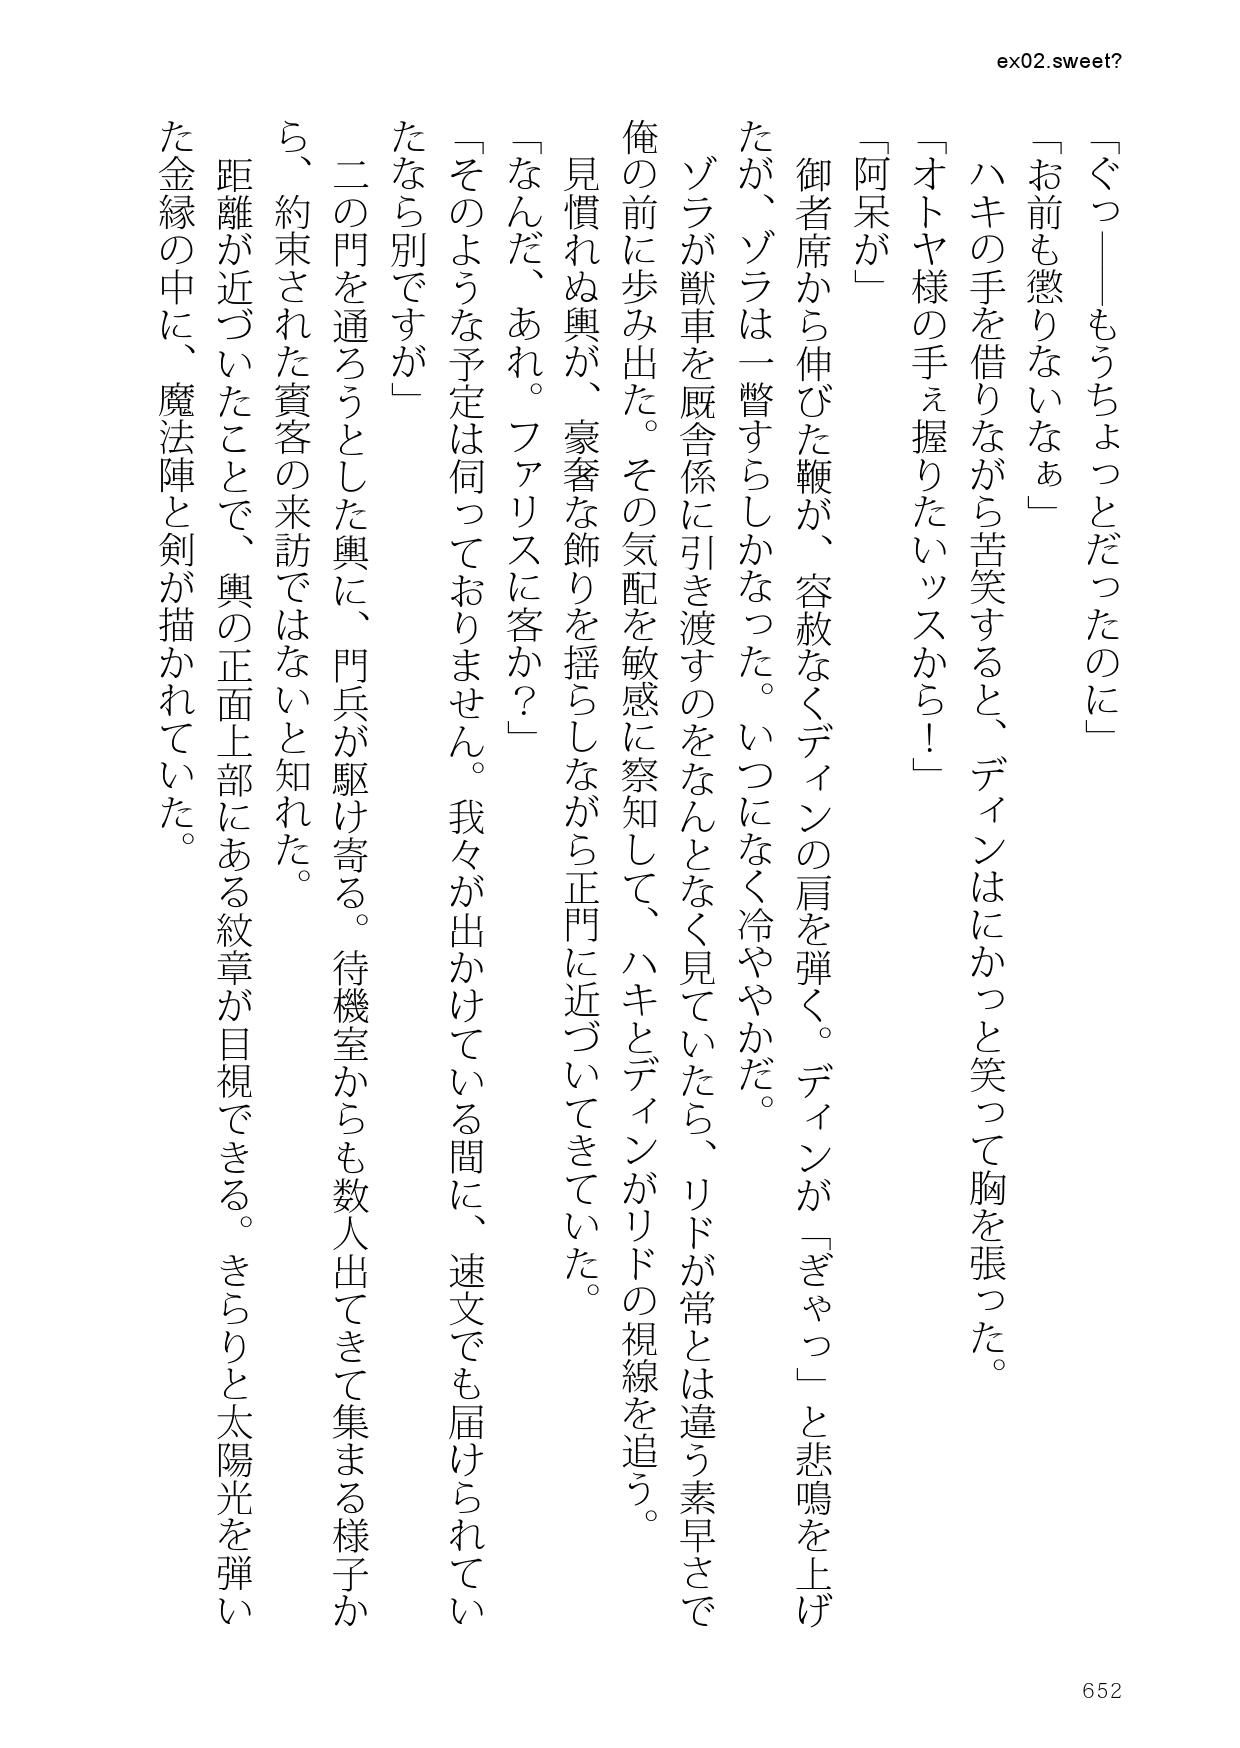 ex02.sweet?
「ぐっ――もうちょっとだったのに」
「お前も懲りないなぁ」
　ハキの手を借りながら苦笑すると、ディンはにかっと笑って胸を張った。
「オトヤ様の手ぇ握りたいッスから！」
「阿呆が」
　御者席から伸びた鞭が、容赦なくディンの肩を弾く。ディンが「ぎゃっ」と悲鳴を上げ
たが、ゾラは一瞥すらしかなった。いつになく冷ややかだ。
　ゾラが獣車を厩舎係に引き渡すのをなんとなく見ていたら、リドが常とは違う素早さで
俺の前に歩み出た。その気配を敏感に察知して、ハキとディンがリドの視線を追う。
　見慣れぬ輿が、豪奢な飾りを揺らしながら正門に近づいてきていた。
「なんだ、あれ。ファリスに客か？」
「そのような予定は伺っておりません。我々が出かけている間に、速文でも届けられてい
たなら別ですが」
　二の門を通ろうとした輿に、門兵が駆け寄る。待機室からも数人出てきて集まる様子か
ら、約束された賓客の来訪ではないと知れた。
　距離が近づいたことで、輿の正面上部にある紋章が目視できる。きらりと太陽光を弾い
た金縁の中に、魔法陣と剣が描かれていた。
652